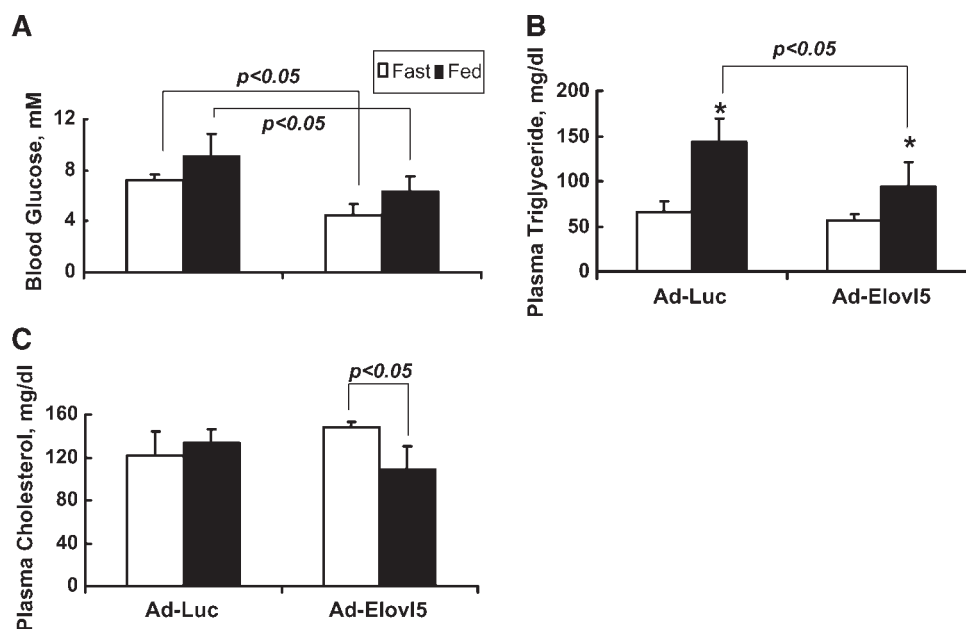 A
Fast Fed
p<0.05
p<0.05
Blood Glucose, mM
12
8
4
0
B
p<0.05
Plasma Triglyceride, mg/dl
200
150
100
50
0
*
*
Ad-Luc
Ad-Elovl5
C
p<0.05
Plasma Cholesterol, mg/dl
160
120
80
40
0
Ad-Luc
Ad-Elovl5